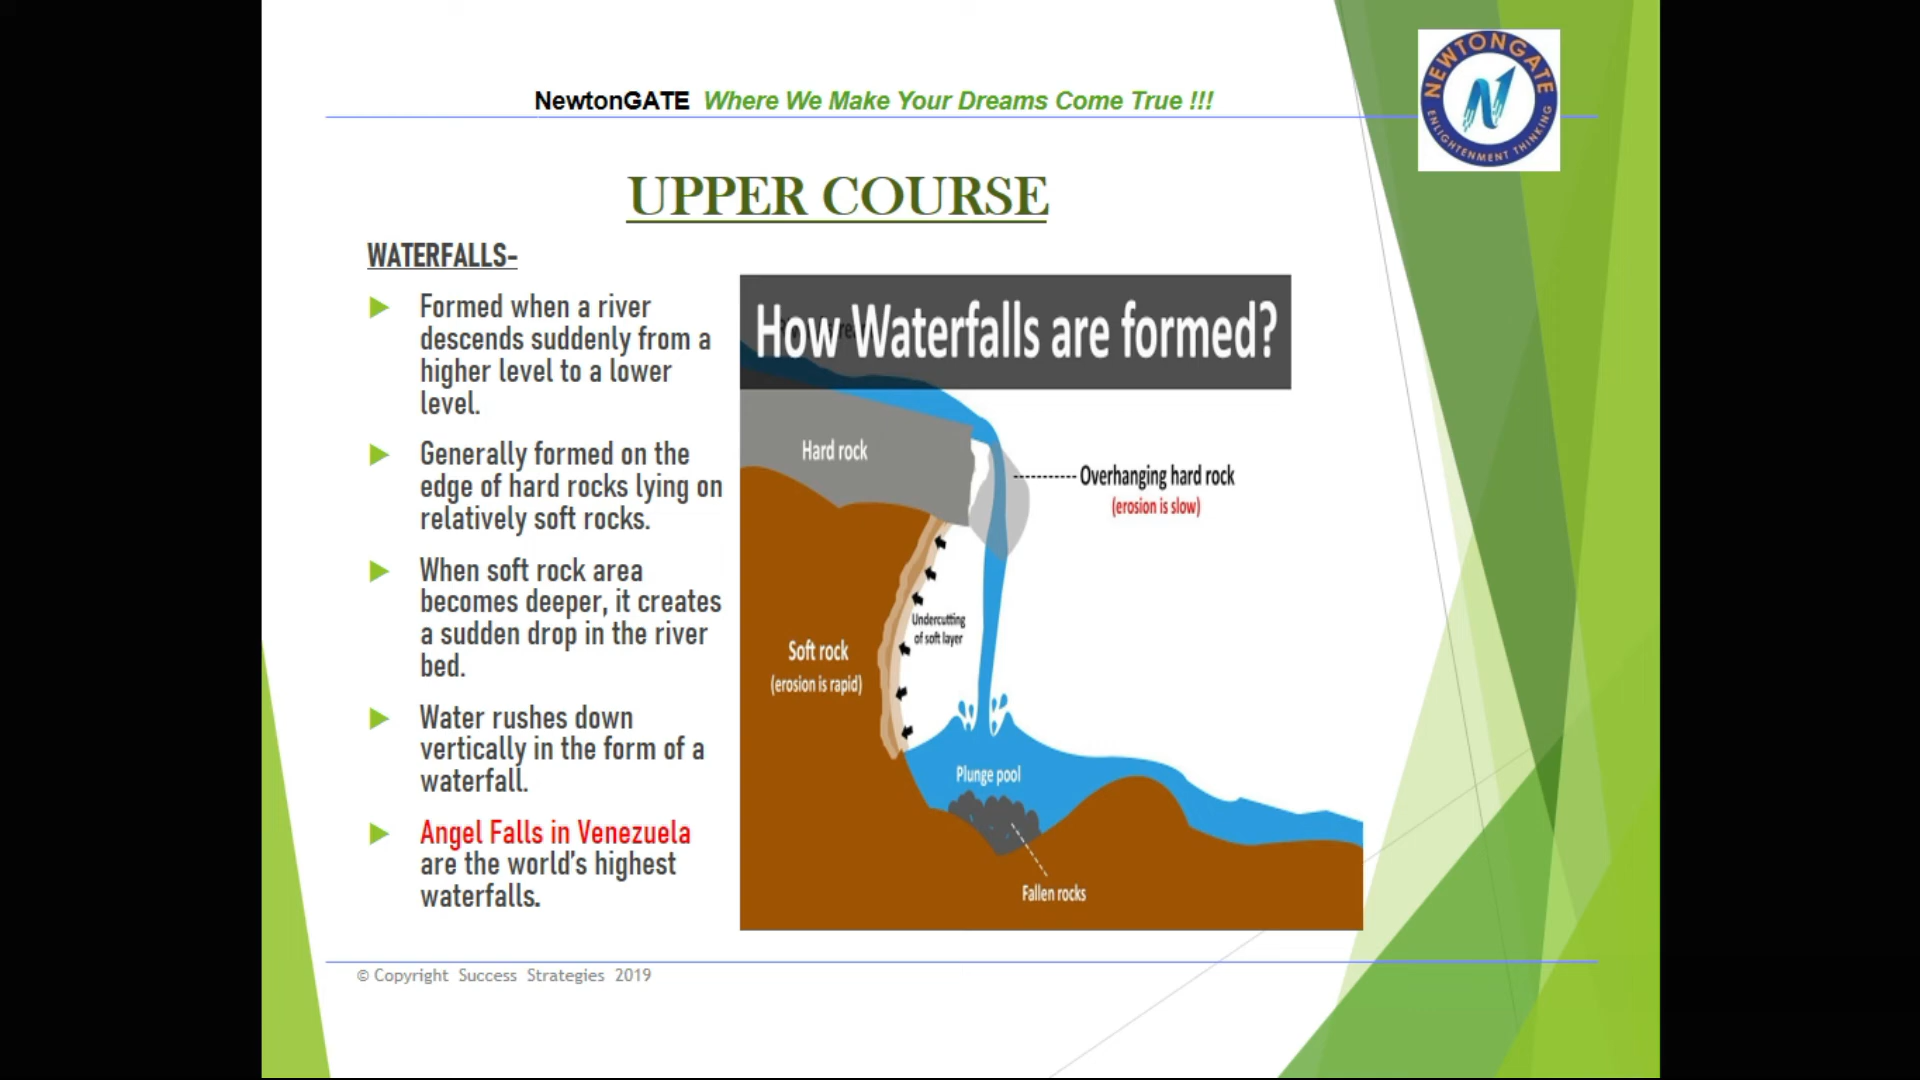 NewtonGATE Where We Make Your Dreams Come True !!!
NEWTONGATE
ENLIGHTENMENT THINKING
UPPER COURSE
WATERFALLS-
Formed when a river
descends suddenly from a
higher level to a lower
level.
Generally formed on the
edge of hard rocks lying on
relatively soft rocks.
When soft rock area
becomes deeper, it creates
a sudden drop in the river
bed.
Water rushes down
vertically in the form of a
waterfall.
Angel Falls in Venezuela
are the world's highest
waterfalls.
How Waterfalls are formed?
Hard rock
Overhanging hard rock
(erosion is slow)
Undercutting
of soft layer
Soft rock
(erosion is rapid)
Plunge pool
Fallen rocks
© Copyright Success Strategies 2019